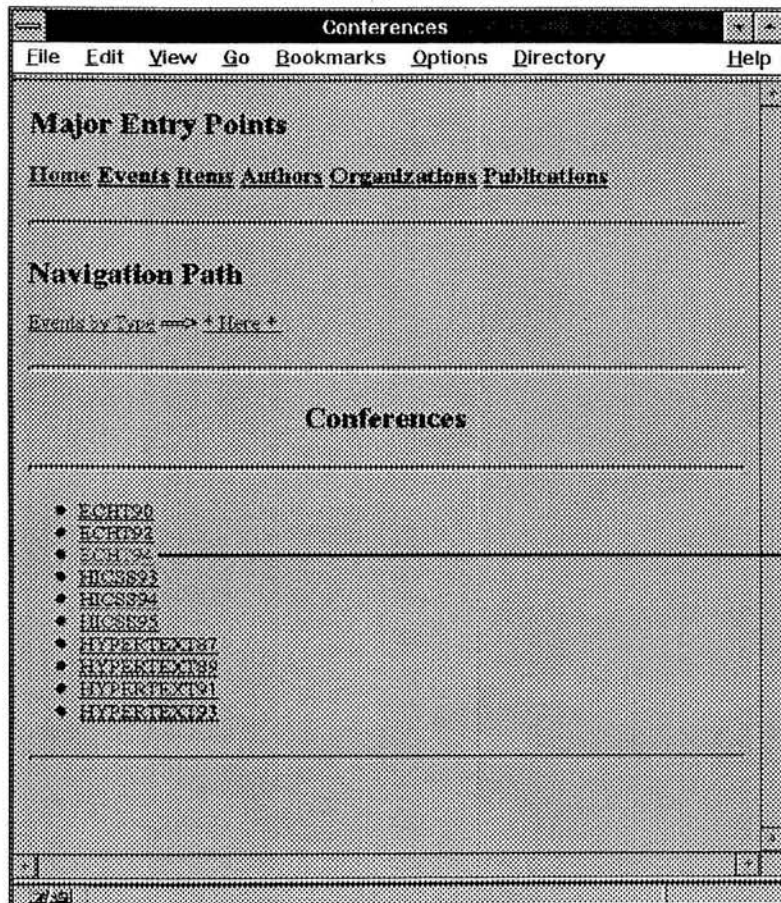 Conferences
File Edit View Go Bookmarks Options Directory Help
Major Entry Points
Home Events Items Authors Organizations Publications
Navigation Path
Events by Type ==> * Here *
Conferences
ECHT90
ECHT92
ECHT94
HICSS93
HICSS94
HICSS95
HYPERTEXT87
HYPERTEXT89
HYPERTEXT91
HYPERTEXT93